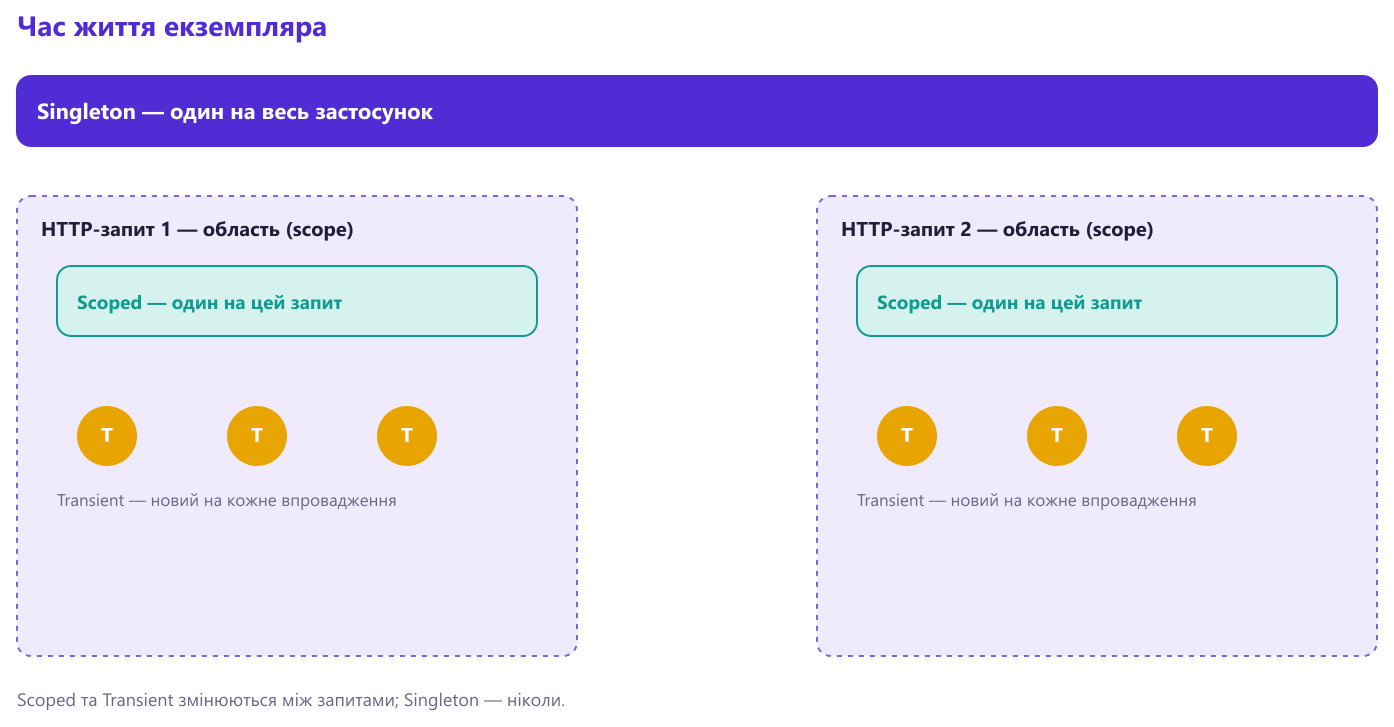 Час життя екземпляра
Singleton — один на весь застосунок
HTTP-запит 1 — область (scope)
Scoped — один на цей запит
T T T
Transient — новий на кожне впровадження
HTTP-запит 2 — область (scope)
Scoped — один на цей запит
T T T
Transient — новий на кожне впровадження
Scoped та Transient змінюються між запитами; Singleton — ніколи.